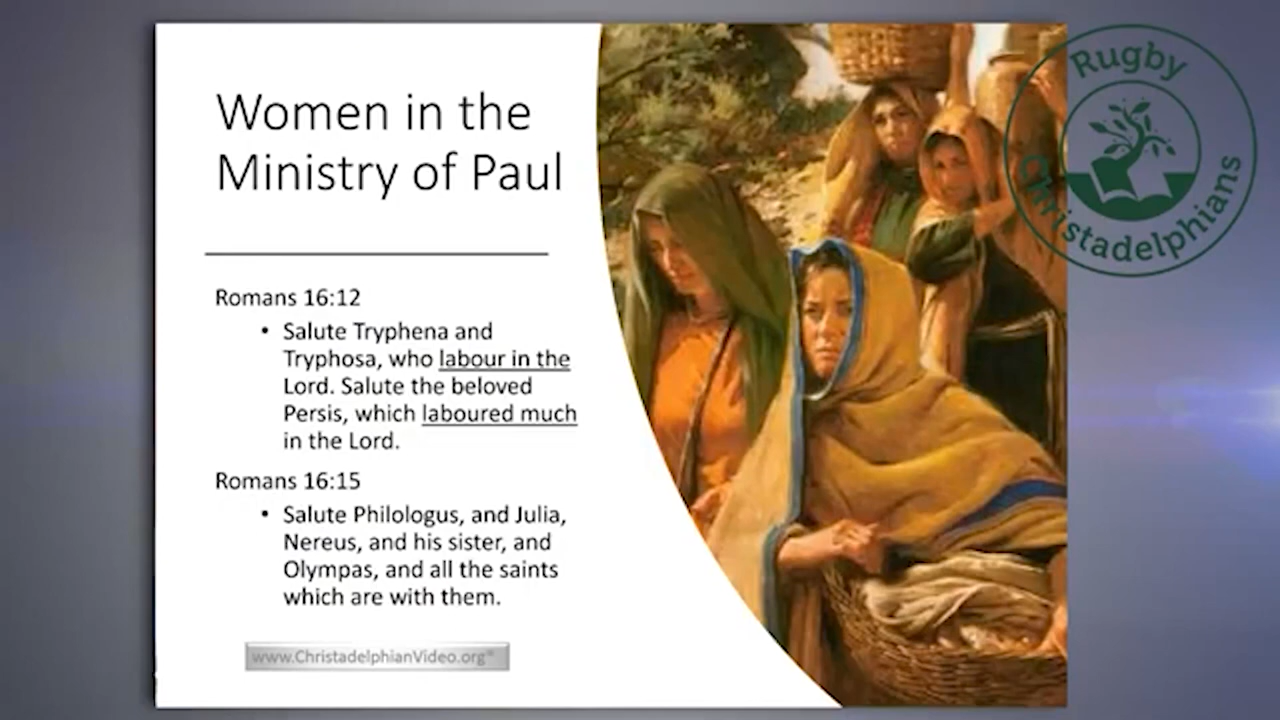 Women in the
Ministry of Paul
Romans 16:12
• Salute Tryphena and
Tryphosa, who labour in the
Lord. Salute the beloved
Persis, which laboured much
in the Lord.
Romans 16:15
• Salute Philologus, and Julia,
Nereus, and his sister, and
Olympas, and all the saints
which are with them.
www.ChristadelphianVideo.org®
Rugby
Christadelphians